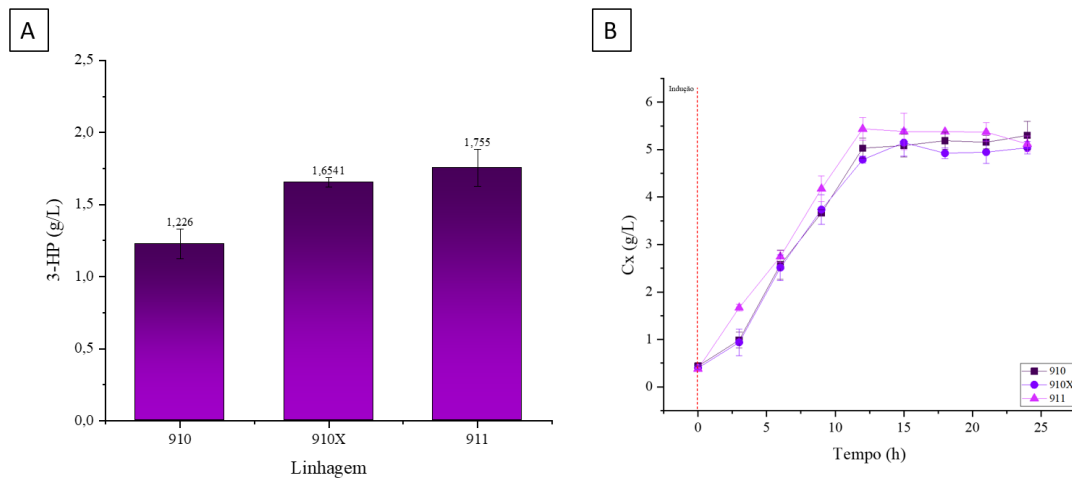 A
2,5
2,0
1,5
1,0
0,5
0,0
3-HP (g/L)
1,226
1,6541
1,755
910
910X
911
Linhagem
B
Indução
6
5
4
3
2
1
0
Cx (g/L)
910
910X
911
0
5
10
15
20
25
Tempo (h)